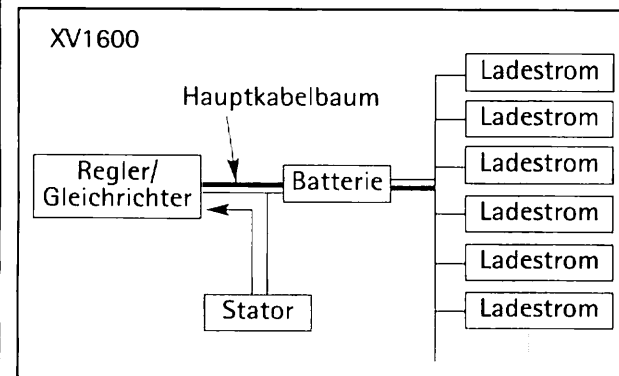 XV1600
Hauptkabelbaum
Regler/
Gleichrichter
Batterie
Stator
Ladestrom
Ladestrom
Ladestrom
Ladestrom
Ladestrom
Ladestrom